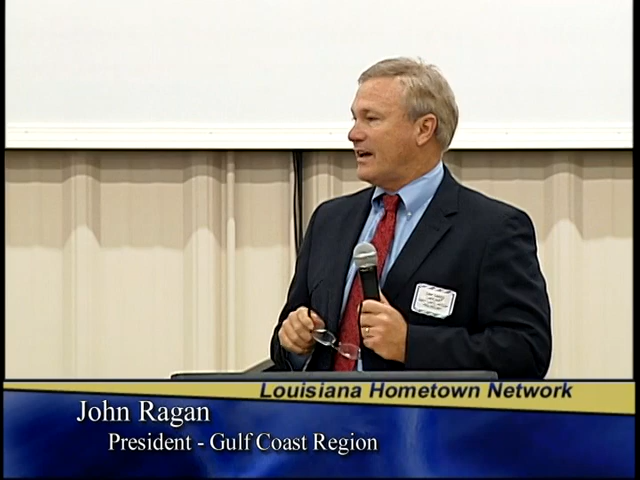 Louisiana Hometown Network
John Ragan
President - Gulf Coast Region